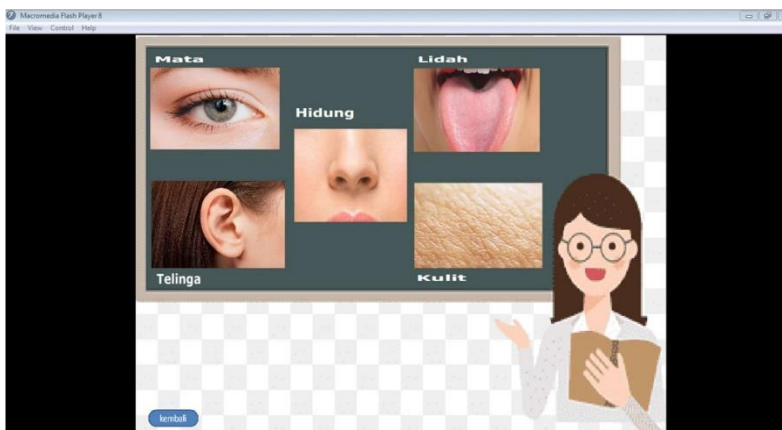 Macromedia Flash Player 8
File View Control Help
Mata
Lidah
Hidung
Telinga
Kulit
kembali